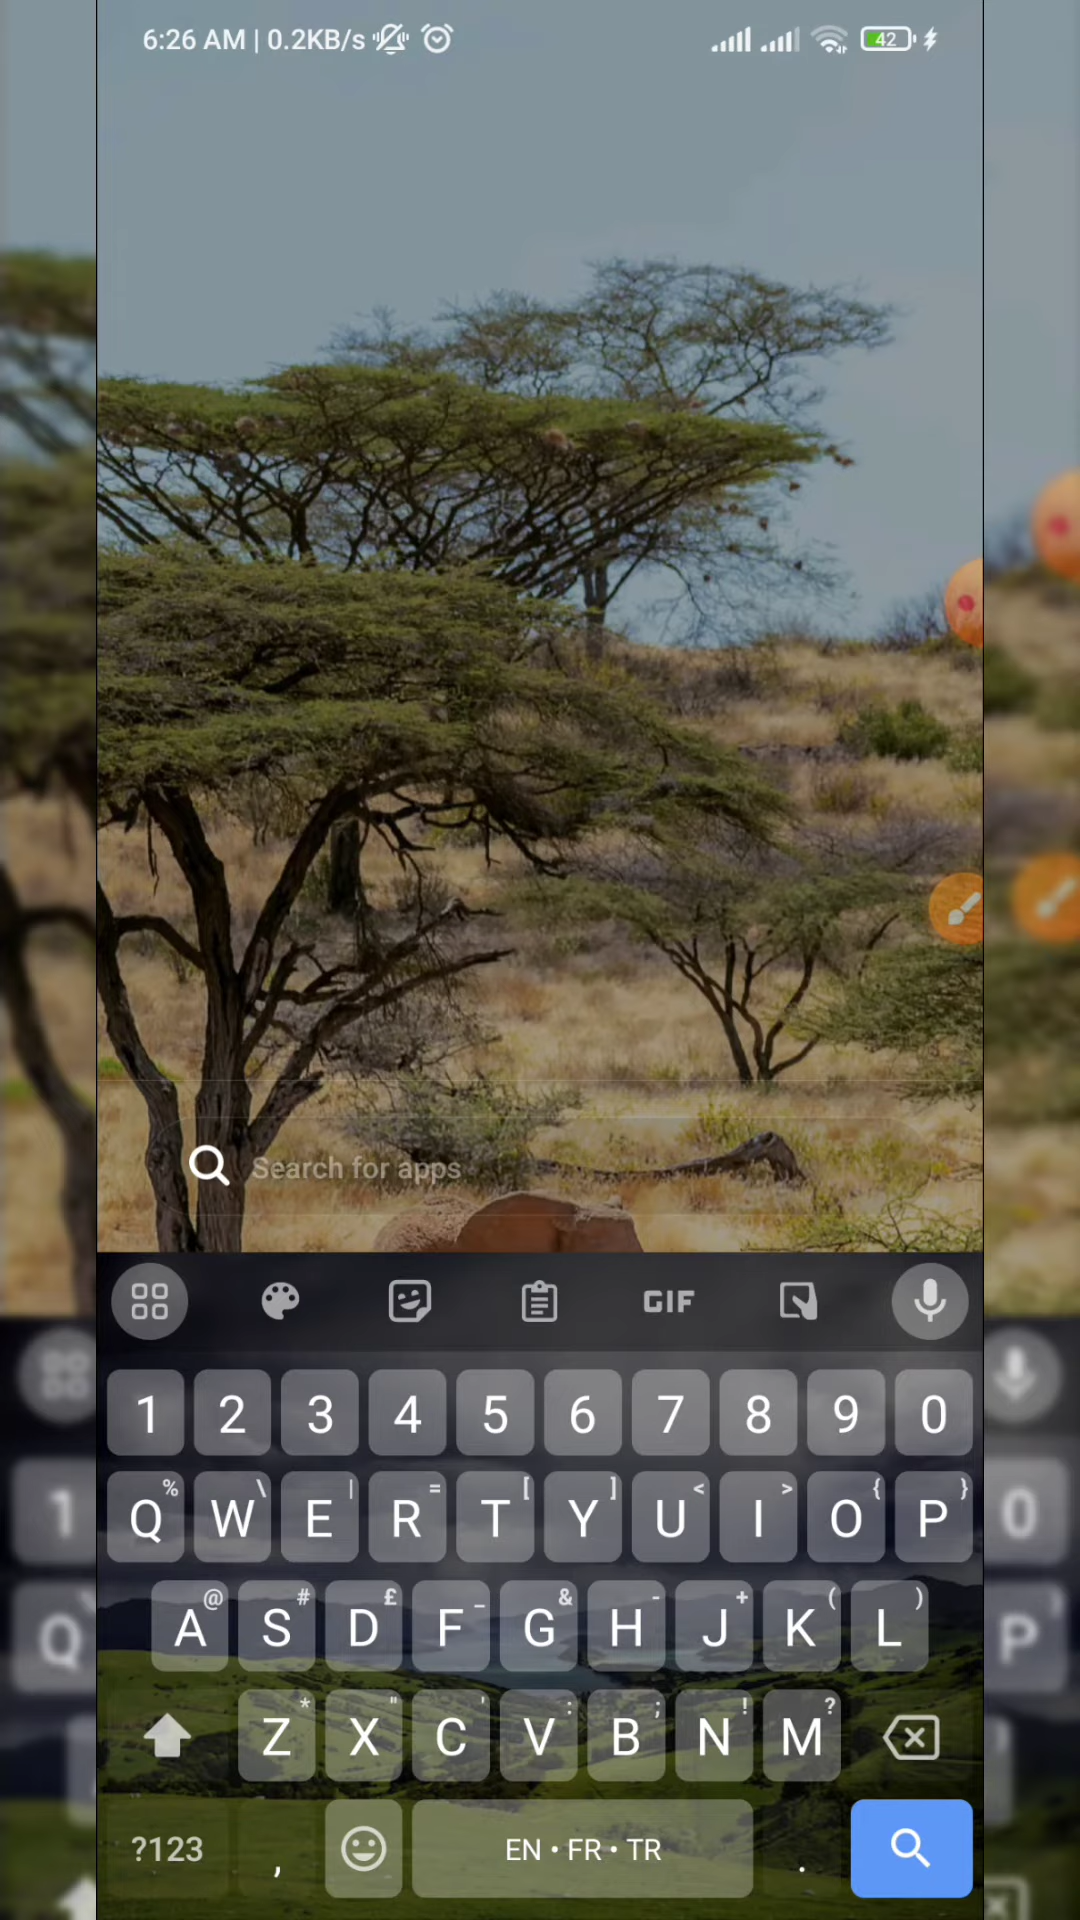 6:26 AM | 0.2KB/s 42
Search for apps
GIF
1 2 3 4 5 6 7 8 9 0
% \ | = [ ] < > { }
Q W E R T Y U I O P
@ # £ _ & - + ( )
A S D F G H J K L
* " ' : ; ! ?
Z X C V B N M
?123 , EN • FR • TR .